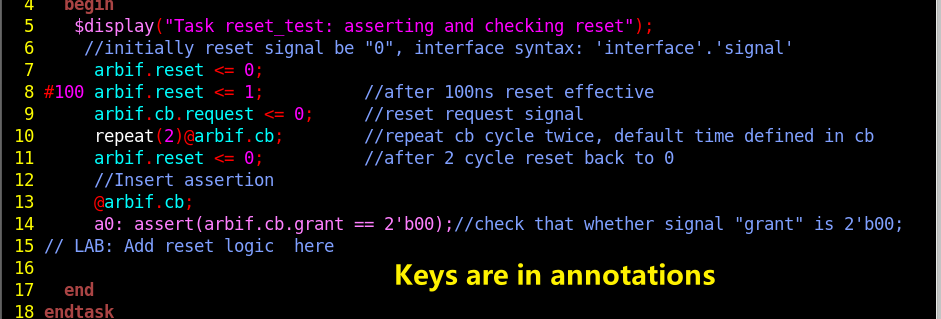 4   begin
5    $display("Task reset_test: asserting and checking reset");
6     //initially reset signal be "0", interface syntax: 'interface'.'signal'
7      arbif.reset <= 0;
8 #100 arbif.reset <= 1;          //after 100ns reset effective
9      arbif.cb.request <= 0;     //reset request signal
10      repeat(2)@arbif.cb;        //repeat cb cycle twice, default time defined in cb
11      arbif.reset <= 0;          //after 2 cycle reset back to 0
12      //Insert assertion
13      @arbif.cb;
14      a0: assert(arbif.cb.grant == 2'b00);//check that whether signal "grant" is 2'b00;
15 // LAB: Add reset logic  here
16
Keys are in annotations
17   end
18 endtask